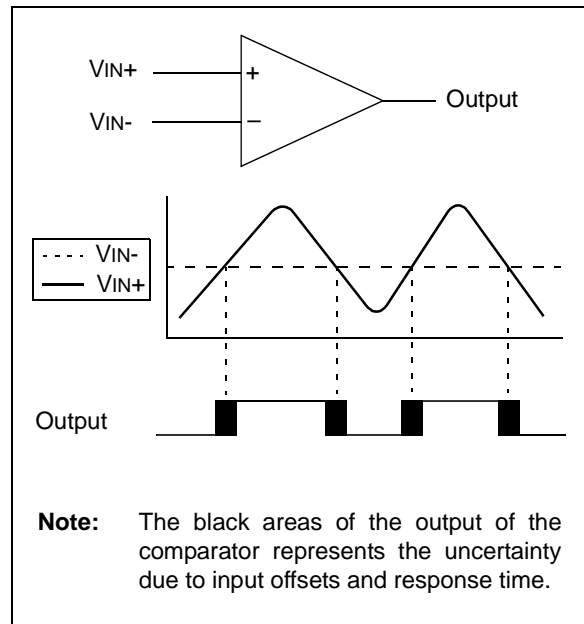 VIN+
+
Output
VIN-
–
VIN-
VIN+
Output
Note: The black areas of the output of the
comparator represents the uncertainty
due to input offsets and response time.